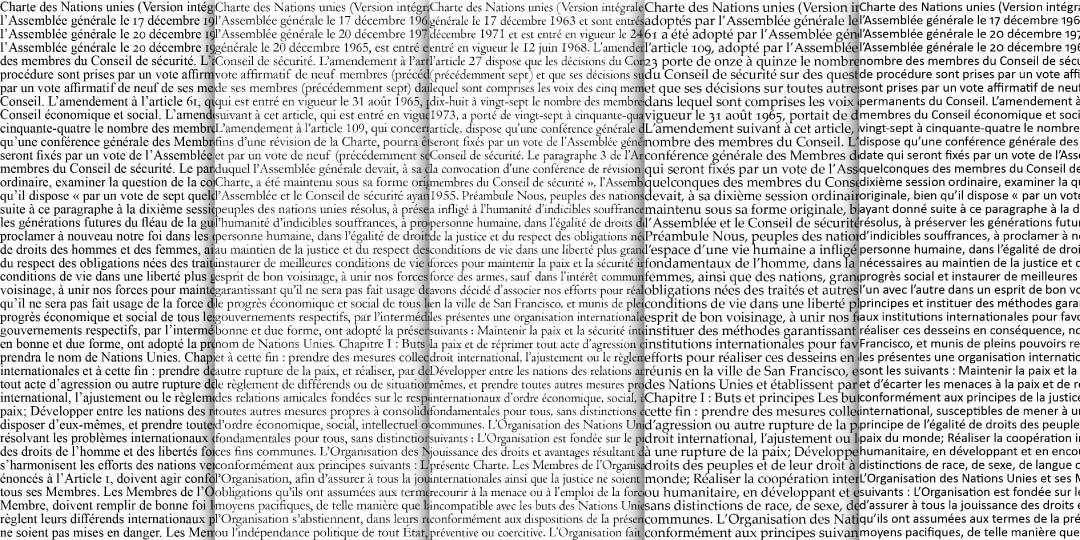 Charte des Nations unies (Version intég
l'Assemblée générale le 17 décembre 19
l'Assemblée générale le 20 décembre 19
l'Assemblée générale le 20 décembre 19
des membres du Conseil de sécurité. L'a
procédure sont prises par un vote affirm
par un vote affirmatif de neuf de ses me
Conseil. L'amendement à l'article 61, qu
Conseil économique et social. L'amend
cinquante-quatre le nombre des membr
qu'une conférence générale des Membr
seront fixés par un vote de l'Assemblée
membres du Conseil de sécurité. Le par
ordinaire, examiner la question de la co
qu'il dispose « par un vote de sept quel
suite à ce paragraphe à la dixième sessi
les générations futures du fléau de la gu
proclamer à nouveau notre foi dans les
de droits des hommes et des femmes, ai
du respect des obligations nées des trai
conditions de vie dans une liberté plus
voisinage, à unir nos forces pour mainte
qu'il ne sera pas fait usage de la force d
progrès économique et social de tous le
gouvernements respectifs, par l'intermé
en bonne et due forme, ont adopté la pr
prendra le nom de Nations Unies. Chap
internationales et à cette fin : prendre d
tout acte d'agression ou autre rupture d
international, l'ajustement ou le règlem
paix; Développer entre les nations des r
disposer d'eux-mêmes, et prendre toute
résolvant les problèmes internationaux
des droits de l'homme et des libertés fo
s'harmonisent les efforts des nations ve
énoncés à l'Article 1, doivent agir confo
tous ses Membres. Les Membres de l'O
Membre, doivent remplir de bonne foi l
règlent leurs différends internationaux p
ne soient pas mises en danger. Les Mem
Charte des Nations unies (Version intégr
l'Assemblée générale le 17 décembre 196
l'Assemblée générale le 20 décembre 197
générale le 20 décembre 1965, est entré e
Conseil de sécurité. L'amendement à l'art
vote affirmatif de neuf membres (précéd
de ses membres (précédemment sept) da
qui est entré en vigueur le 31 août 1965, p
suivant à cet article, qui est entré en vigu
L'amendement à l'article 109, qui concer
fins d'une révision de la Charte, pourra ê
et par un vote de neuf (précédemment se
duquel l'Assemblée générale devait, à sa d
Charte, a été maintenu sous sa forme ori
l'Assemblée et le Conseil de sécurité ayan
peuples des nations unies résolus, à prése
l'humanité d'indicibles souffrances, à pro
personne humaine, dans l'égalité de droit
au maintien de la justice et du respect de
instaurer de meilleures conditions de vie
esprit de bon voisinage, à unir nos forces
garantissant qu'il ne sera pas fait usage de
le progrès économique et social de tous l
gouvernements respectifs, par l'intermédi
bonne et due forme, ont adopté la présen
nom de Nations Unies. Chapitre I : Buts
et à cette fin : prendre des mesures collec
autre rupture de la paix, et réaliser, par de
le règlement de différends ou de situation
des relations amicales fondées sur le resp
toutes autres mesures propres à consolid
d'ordre économique, social, intellectuel o
fondamentales pour tous, sans distinctio
ces fins communes. L'Organisation des N
conformément aux principes suivants : L
l'Organisation, afin d'assurer à tous la jo
obligations qu'ils ont assumées aux term
moyens pacifiques, de telle manière que l
l'Organisation s'abstiennent, dans leurs r
ou l'indépendance politique de tout État,
Charte des Nations unies (Version intégrale
générale le 17 décembre 1963 et sont entrés
décembre 1971 et est entré en vigueur le 24
entré en vigueur le 12 juin 1968. L'amender
l'article 27 dispose que les décisions du Con
(précédemment sept) et que ses décisions su
lequel sont comprises les voix des cinq mem
dix-huit à vingt-sept le nombre des membre
1973, a porté de vingt-sept à cinquante-qua
article, dispose qu'une conférence générale d
seront fixés par un vote de l'Assemblée géné
Conseil de sécurité. Le paragraphe 3 de l'Ar
la convocation d'une conférence de révision
membres du Conseil de sécurité », l'Assemb
1955. Préambule Nous, peuples des nations
a infligé à l'humanité d'indicibles souffrance
personne humaine, dans l'égalité de droits d
de la justice et du respect des obligations né
conditions de vie dans une liberté plus gran
forces pour maintenir la paix et la sécurité i
force des armes, sauf dans l'intérêt commun
avons décidé d'associer nos efforts pour réal
en la ville de San Francisco, et munis de plei
les présentes une organisation internationale
suivants : Maintenir la paix et la sécurité int
la paix et de réprimer tout acte d'agression
droit international, l'ajustement ou le règlem
Développer entre les nations des relations a
mêmes, et prendre toutes autres mesures pro
internationaux d'ordre économique, social, i
fondamentales pour tous, sans distinctions
communes. L'Organisation des Nations Uni
suivants : L'Organisation est fondée sur le p
jouissance des droits et avantages résultant
présente Charte. Les Membres de l'Organisa
internationales ainsi que la justice ne soient
recourir à la menace ou à l'emploi de la forc
incompatible avec les buts des Nations Unie
conformément aux dispositions de la présen
préventive ou coercitive. L'Organisation fait
Charte des Nations unies (Version in
adoptés par l'Assemblée générale le
61 a été adopté par l'Assemblée gén
l'article 109, adopté par l'Assemblée
23 porte de onze à quinze le nombre
du Conseil de sécurité sur des quest
et que ses décisions sur toutes autres
dans lequel sont comprises les voix d
vigueur le 31 août 1965, portait de d
L'amendement suivant à cet article,
nombre des membres du Conseil. L'
conférence générale des Membres d
qui seront fixés par un vote de l'Ass
quelconques des membres du Cons
devait, à sa dixième session ordinair
maintenu sous sa forme originale, b
l'Assemblée et le Conseil de sécurité
Préambule Nous, peuples des nation
l'espace d'une vie humaine a infligé
fondamentaux de l'homme, dans la
femmes, ainsi que des nations, gran
obligations nées des traités et autres
conditions de vie dans une liberté pl
esprit de bon voisinage, à unir nos f
instituer des méthodes garantissant
institutions internationales pour fav
efforts pour réaliser ces desseins en
réunis en la ville de San Francisco, e
des Nations Unies et établissent par
Chapitre I : Buts et principes Les bu
cette fin : prendre des mesures colle
d'agression ou autre rupture de la p
droit international, l'ajustement ou l
à une rupture de la paix; Développe
droits des peuples et de leur droit à
monde; Réaliser la coopération inter
ou humanitaire, en développant et e
sans distinctions de race, de sexe, de
communes. L'Organisation des Nati
conformément aux principes suivan
Charte des Nations unies (Version intégra
l'Assemblée générale le 17 décembre 196
l'Assemblée générale le 20 décembre 197
l'Assemblée générale le 20 décembre 196
nombre des membres du Conseil de sécu
de procédure sont prises par un vote affi
sont prises par un vote affirmatif de neuf
permanents du Conseil. L'amendement à
membres du Conseil économique et soci
vingt-sept à cinquante-quatre le nombre
dispose qu'une conférence générale des
date qui seront fixés par un vote de l'Asse
quelconques des membres du Conseil de
dixième session ordinaire, examiner la qu
originale, bien qu'il dispose « par un vote
ayant donné suite à ce paragraphe à la d
résolus, à préserver les générations futur
d'indicibles souffrances, à proclamer à no
personne humaine, dans l'égalité de droi
nécessaires au maintien de la justice et d
progrès social et instaurer de meilleures
l'un avec l'autre dans un esprit de bon vo
principes et instituer des méthodes garan
aux institutions internationales pour favo
réaliser ces desseins en conséquence, no
Francisco, et munis de pleins pouvoirs re
les présentes une organisation internatio
sont les suivants : Maintenir la paix et la
et d'écarter les menaces à la paix et de re
conformément aux principes de la justice
international, susceptibles de mener à un
principe de l'égalité de droits des peuple
paix du monde; Réaliser la coopération in
humanitaire, en développant et en encou
distinctions de race, de sexe, de langue o
L'Organisation des Nations Unies et ses M
suivants : L'Organisation est fondée sur le
d'assurer à tous la jouissance des droits e
qu'ils ont assumées aux termes de la pré
moyens pacifiques, de telle manière que